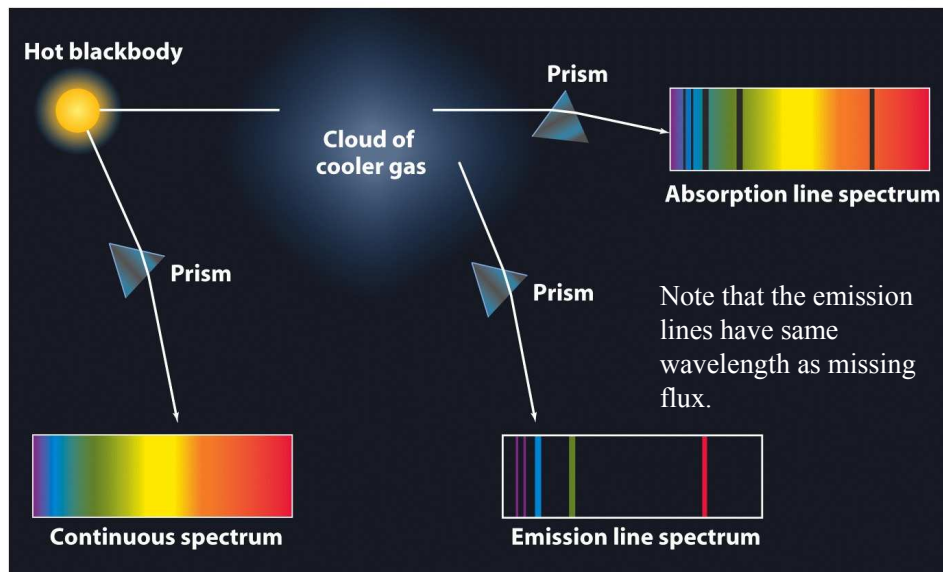 Hot blackbody
Prism
Cloud of
cooler gas
Absorption line spectrum
Prism
Prism
Note that the emission
lines have same
wavelength as missing
flux.
Continuous spectrum
Emission line spectrum